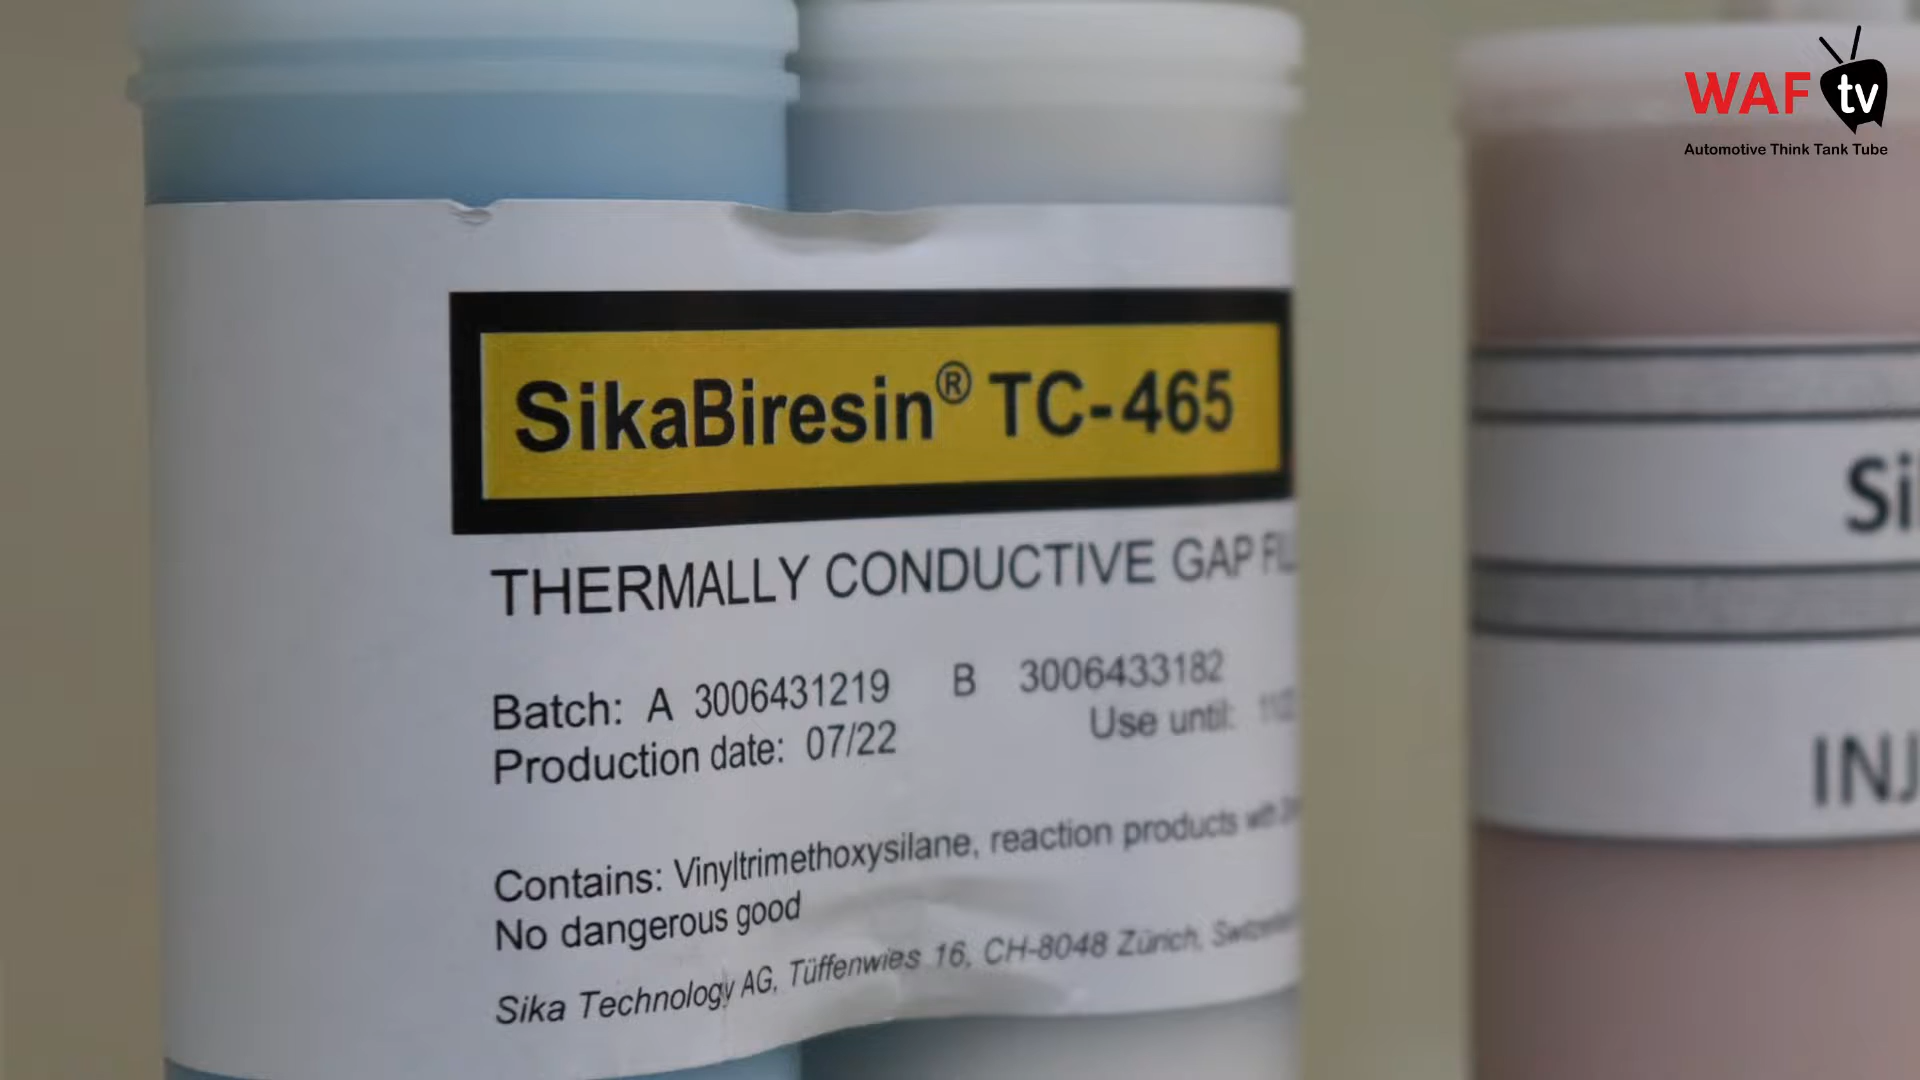 WAF tv
Automotive Think Tank Tube
SikaBiresin® TC-465
THERMALLY CONDUCTIVE GAP
Batch: A 3006431219 B 3006433182
Production date: 07/22 Use until:
Contains: Vinyltrimethoxysilane, reaction products with
No dangerous good
Sika Technology AG, Tüffenwies 16, CH-8048 Zürich,
Si
INJ